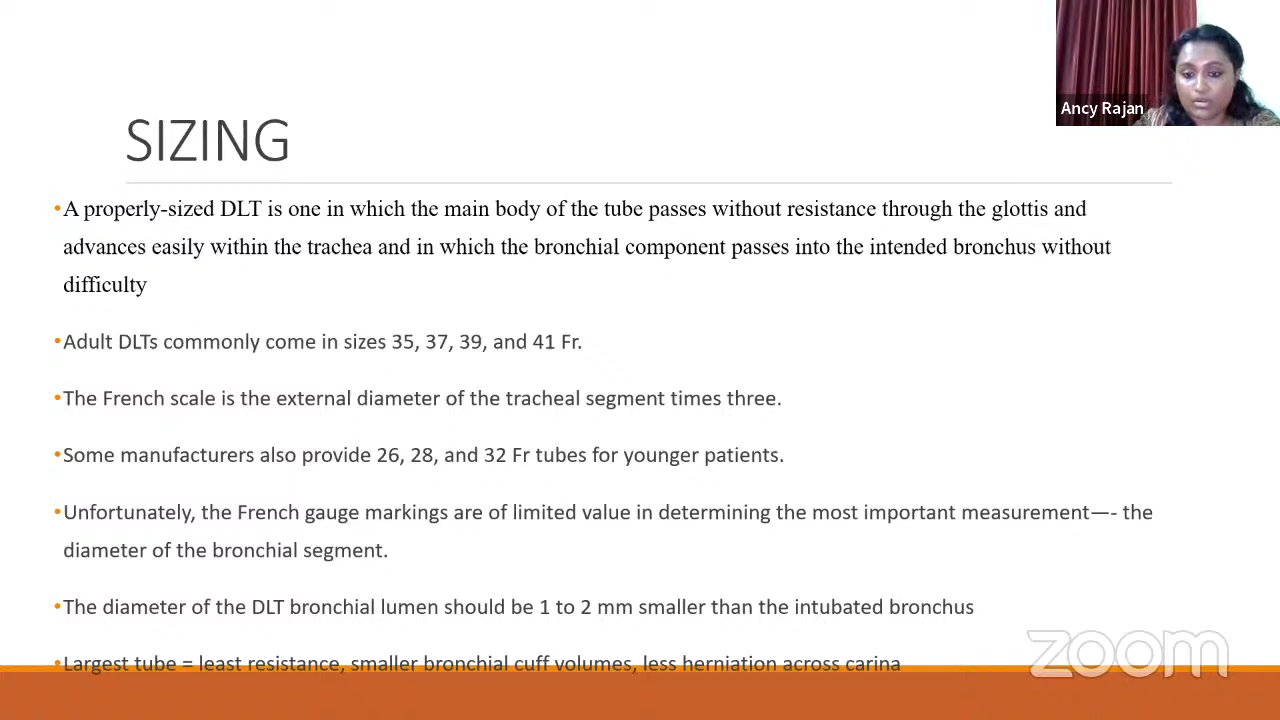 Ancy Rajan
SIZING
•A properly-sized DLT is one in which the main body of the tube passes without resistance through the glottis and
advances easily within the trachea and in which the bronchial component passes into the intended bronchus without
difficulty
•Adult DLTs commonly come in sizes 35, 37, 39, and 41 Fr.
•The French scale is the external diameter of the tracheal segment times three.
•Some manufacturers also provide 26, 28, and 32 Fr tubes for younger patients.
•Unfortunately, the French gauge markings are of limited value in determining the most important measurement—- the
diameter of the bronchial segment.
•The diameter of the DLT bronchial lumen should be 1 to 2 mm smaller than the intubated bronchus
•Largest tube = least resistance, smaller bronchial cuff volumes, less herniation across carina
zoom